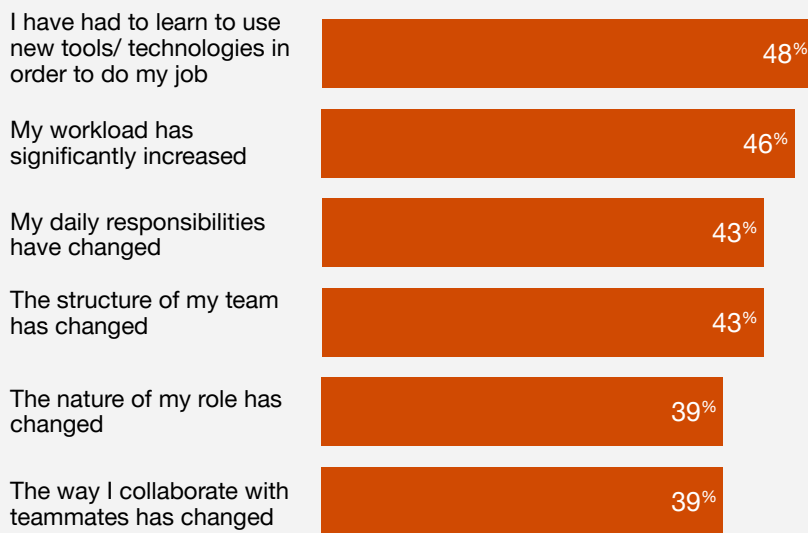 I have had to learn to use
new tools/ technologies in
order to do my job
48%
My workload has
significantly increased
46%
My daily responsibilities
have changed
43%
The structure of my team
has changed
43%
The nature of my role has
changed
39%
The way I collaborate with
teammates has changed
39%